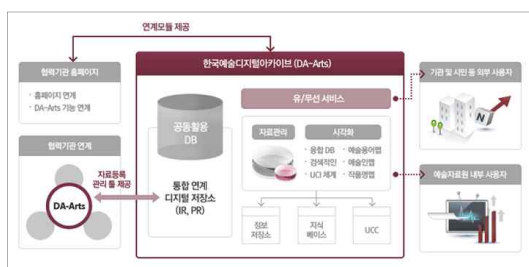 연계모듈 제공
협력기관 홈페이지
· 홈페이지 연계
· DA-Arts 기능 연계
협력기관 연계
DA-Arts
자료등록
관리 툴 제공
한국예술디지털아카이브 (DA-Arts)
공동활용
DB
통합 연계
디지털 저장소
(IR, PR)
유/무선 서비스
자료관리
시각화
· 융합 DB
· 검색색인
· UCI 체계
· 예술용어맵
· 예술인맵
· 작품명맵
정보
저장소
지식
베이스
UCC
기관 및 시민 등 외부 사용자
N
예술자료원 내부 사용자